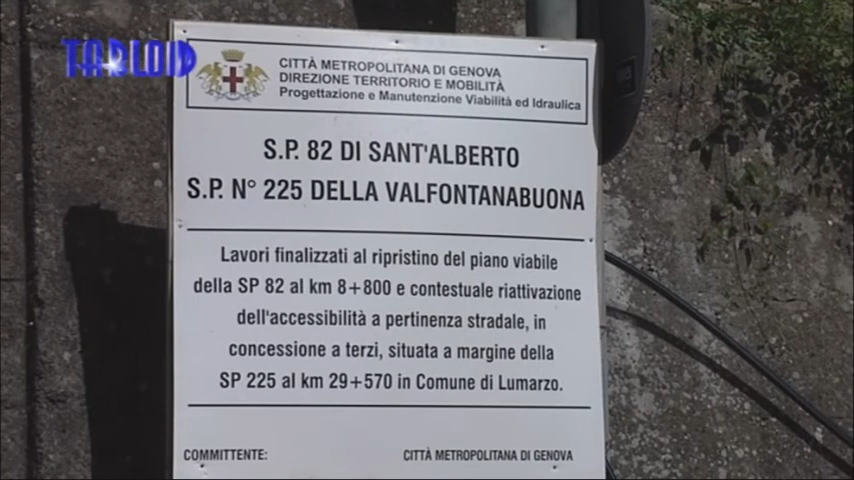 TABLOID
CITTÀ METROPOLITANA DI GENOVA
DIREZIONE TERRITORIO E MOBILITÀ
Progettazione e Manutenzione Viabilità ed Idraulica
S.P. 82 DI SANT'ALBERTO
S.P. N° 225 DELLA VALFONTANABUONA
Lavori finalizzati al ripristino del piano viabile
della SP 82 al km 8+800 e contestuale riattivazione
dell'accessibilità a pertinenza stradale, in
concessione a terzi, situata a margine della
SP 225 al km 29+570 in Comune di Lumarzo.
COMMITTENTE: CITTÀ METROPOLITANA DI GENOVA